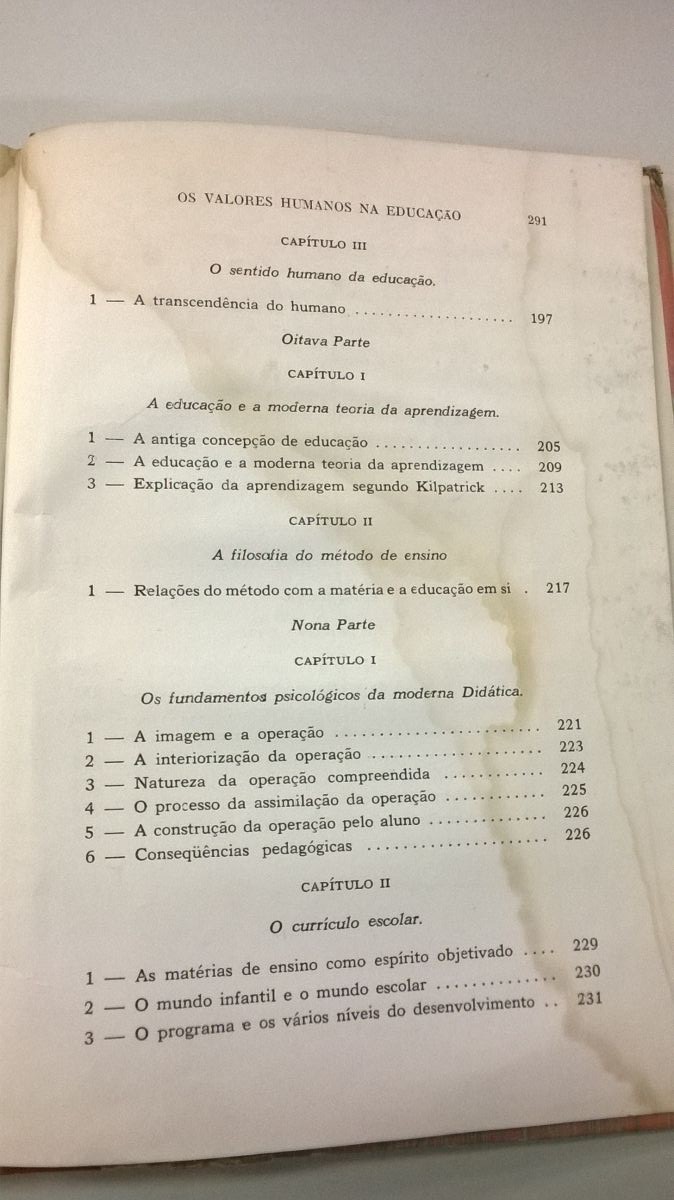 OS VALORES HUMANOS NA EDUCAÇÃO 291
CAPÍTULO III
O sentido humano da educação.
1 — A transcendência do humano .................... 197
Oitava Parte
CAPÍTULO I
A educação e a moderna teoria da aprendizagem.
1 — A antiga concepção de educação .................. 205
2 — A educação e a moderna teoria da aprendizagem .... 209
3 — Explicação da aprendizagem segundo Kilpatrick .... 213
CAPÍTULO II
A filosafia do método de ensino
1 — Relações do método com a matéria e a educação em si . 217
Nona Parte
CAPÍTULO I
Os fundamentos psicológicos da moderna Didática.
1 — A imagem e a operação ......................... 221
2 — A interiorização da operação ..................... 223
3 — Natureza da operação compreendida ............ 224
4 — O processo da assimilação da operação ............ 225
5 — A construção da operação pelo aluno .............. 226
6 — Conseqüências pedagógicas ...................... 226
CAPÍTULO II
O currículo escolar.
1 — As matérias de ensino como espírito objetivado .... 229
2 — O mundo infantil e o mundo escolar .............. 230
3 — O programa e os vários níveis do desenvolvimento .. 231